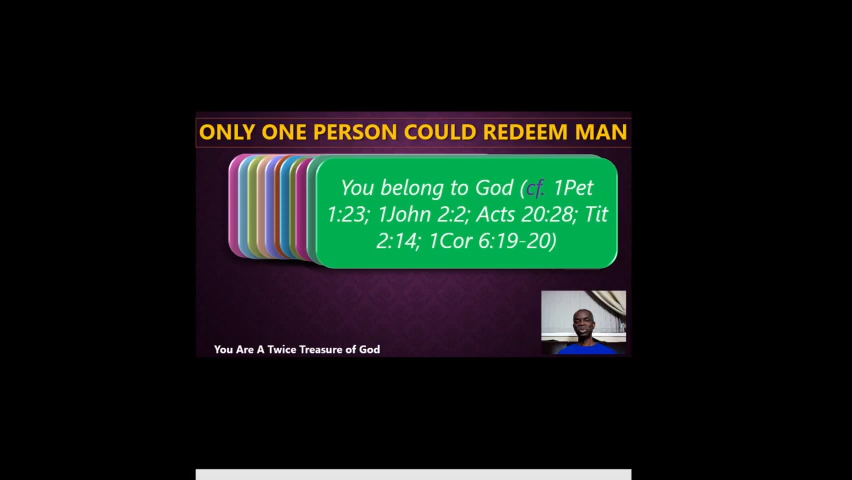 ONLY ONE PERSON COULD REDEEM MAN
You belong to God (cf. 1Pet
1:23; 1John 2:2; Acts 20:28; Tit
2:14; 1Cor 6:19-20)
You Are A Twice Treasure of God